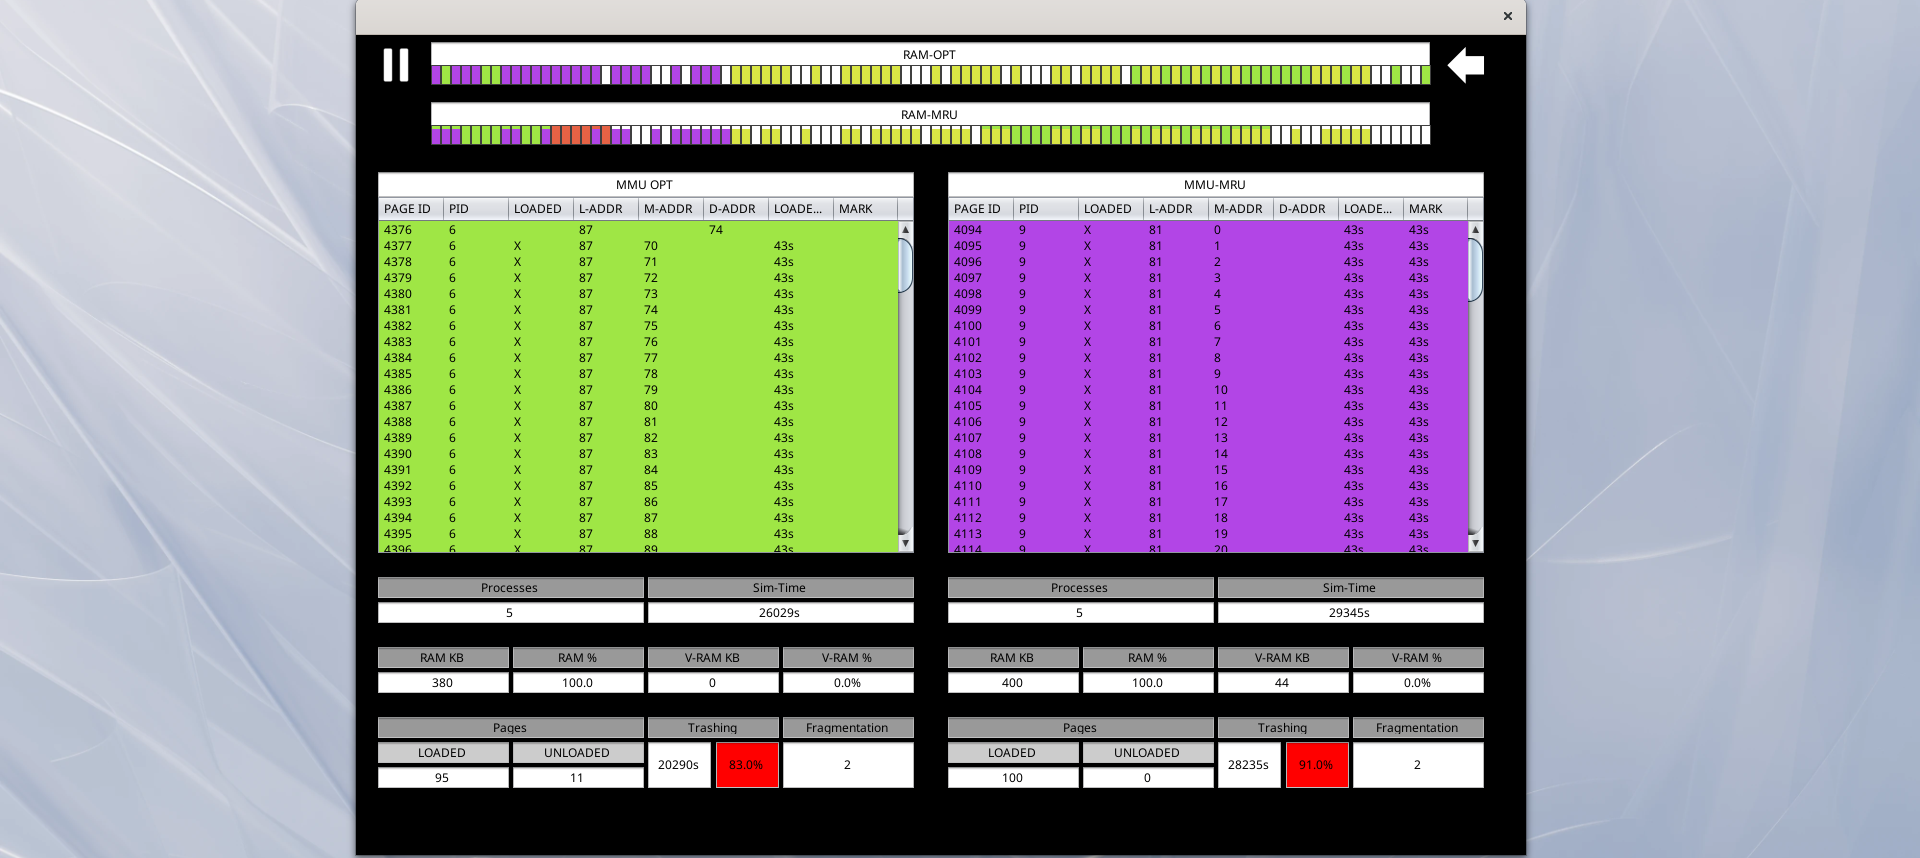 RAM-OPT
RAM-MRU
MMU OPT
PAGE ID PID LOADED L-ADDR M-ADDR D-ADDR LOADE... MARK
4376 6 87 74
4377 6 X 87 70 43s
4378 6 X 87 71 43s
4379 6 X 87 72 43s
4380 6 X 87 73 43s
4381 6 X 87 74 43s
4382 6 X 87 75 43s
4383 6 X 87 76 43s
4384 6 X 87 77 43s
4385 6 X 87 78 43s
4386 6 X 87 79 43s
4387 6 X 87 80 43s
4388 6 X 87 81 43s
4389 6 X 87 82 43s
4390 6 X 87 83 43s
4391 6 X 87 84 43s
4392 6 X 87 85 43s
4393 6 X 87 86 43s
4394 6 X 87 87 43s
4395 6 X 87 88 43s
4396 6 X 87 89 43s
Processes Sim-Time
5 26029s
RAM KB RAM % V-RAM KB V-RAM %
380 100.0 0 0.0%
Pages Trashing Fragmentation
LOADED UNLOADED
20290s 83.0% 2
95 11
MMU-MRU
PAGE ID PID LOADED L-ADDR M-ADDR D-ADDR LOADE... MARK
4094 9 X 81 0 43s 43s
4095 9 X 81 1 43s 43s
4096 9 X 81 2 43s 43s
4097 9 X 81 3 43s 43s
4098 9 X 81 4 43s 43s
4099 9 X 81 5 43s 43s
4100 9 X 81 6 43s 43s
4101 9 X 81 7 43s 43s
4102 9 X 81 8 43s 43s
4103 9 X 81 9 43s 43s
4104 9 X 81 10 43s 43s
4105 9 X 81 11 43s 43s
4106 9 X 81 12 43s 43s
4107 9 X 81 13 43s 43s
4108 9 X 81 14 43s 43s
4109 9 X 81 15 43s 43s
4110 9 X 81 16 43s 43s
4111 9 X 81 17 43s 43s
4112 9 X 81 18 43s 43s
4113 9 X 81 19 43s 43s
4114 9 X 81 20 43s 43s
Processes Sim-Time
5 29345s
RAM KB RAM % V-RAM KB V-RAM %
400 100.0 44 0.0%
Pages Trashing Fragmentation
LOADED UNLOADED
28235s 91.0% 2
100 0